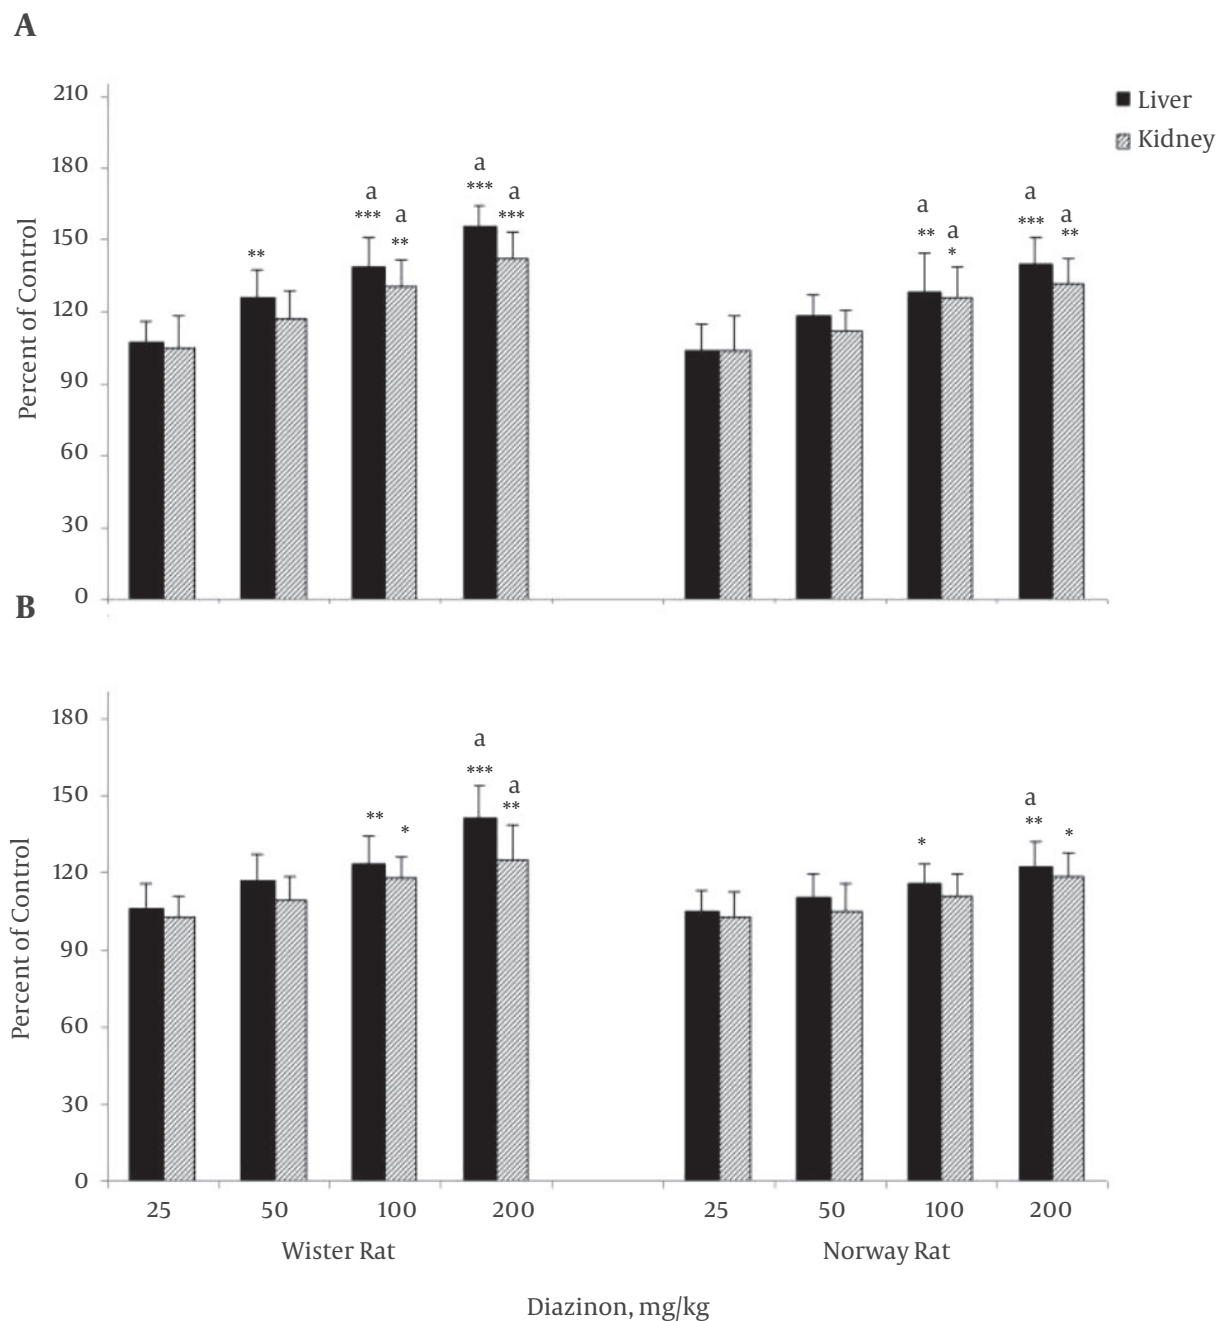 A
210
180
150
120
90
60
30
0
Percent of Control
Liver
Kidney
**
a
***
a
**
a
***
a
***
a
**
a
*
a
***
a
**
B
180
150
120
90
60
30
0
Percent of Control
**
*
a
***
a
**
*
a
**
*
25 50 100 200 25 50 100 200
Wister Rat Norway Rat
Diazinon, mg/kg